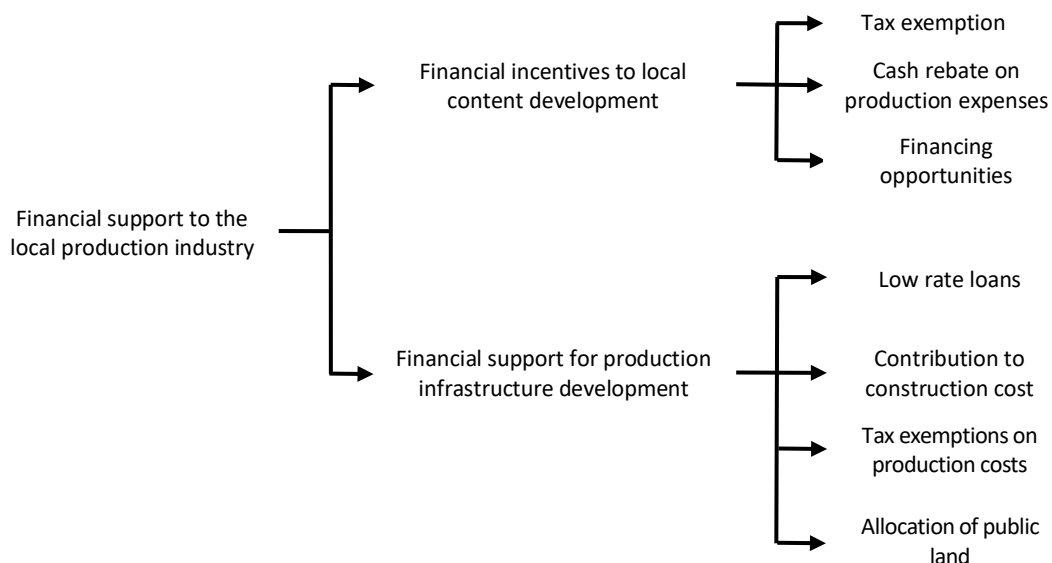 Financial support to the
local production industry
Financial incentives to local
content development
Tax exemption
Cash rebate on
production expenses
Financing
opportunities
Financial support for production
infrastructure development
Low rate loans
Contribution to
construction cost
Tax exemptions on
production costs
Allocation of public
land